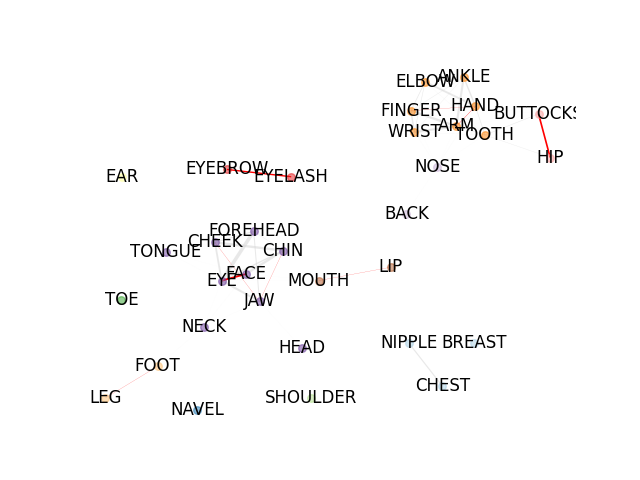 ANKLE
ELBOW
HAND
FINGER
BUTTOCKS
ARM
WRIST
TOOTH
HIP
NOSE
EYEBROW
EYELASH
EAR
BACK
FOREHEAD
CHEEK
CHIN
TONGUE
LIP
FACE
EYE
MOUTH
JAW
TOE
NECK
NIPPLE
BREAST
HEAD
FOOT
CHEST
LEG
SHOULDER
NAVEL